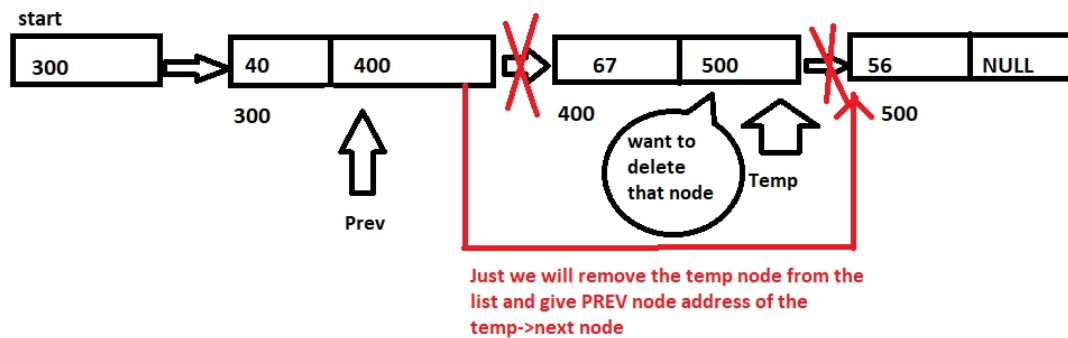 start
300
40 400
67 500
56 NULL
300
400
500
want to
delete
that node
Temp
Prev
Just we will remove the temp node from the
list and give PREV node address of the
temp->next node